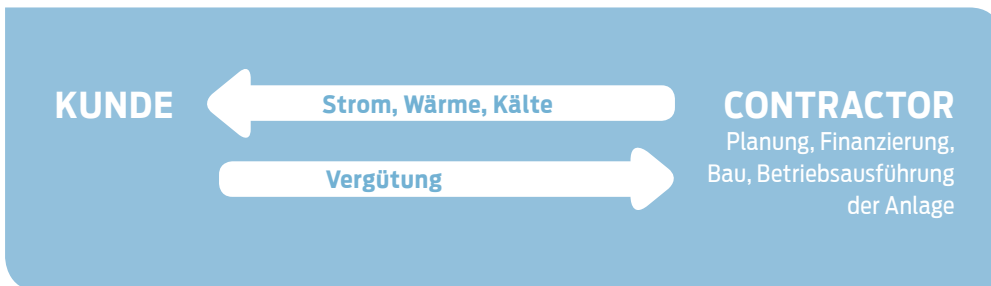 KUNDE
Strom, Wärme, Kälte
Vergütung
CONTRACTOR
Planung, Finanzierung,
Bau, Betriebsausführung
der Anlage